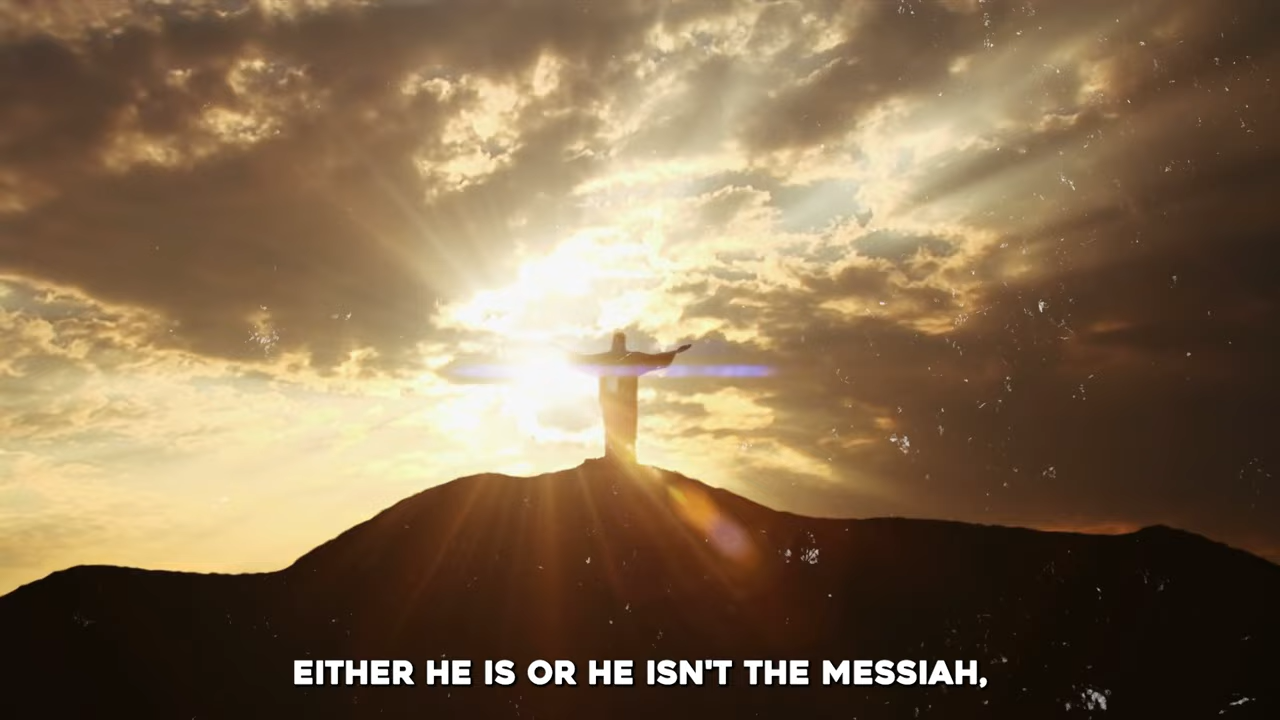 EITHER HE IS OR HE ISN'T THE MESSIAH,